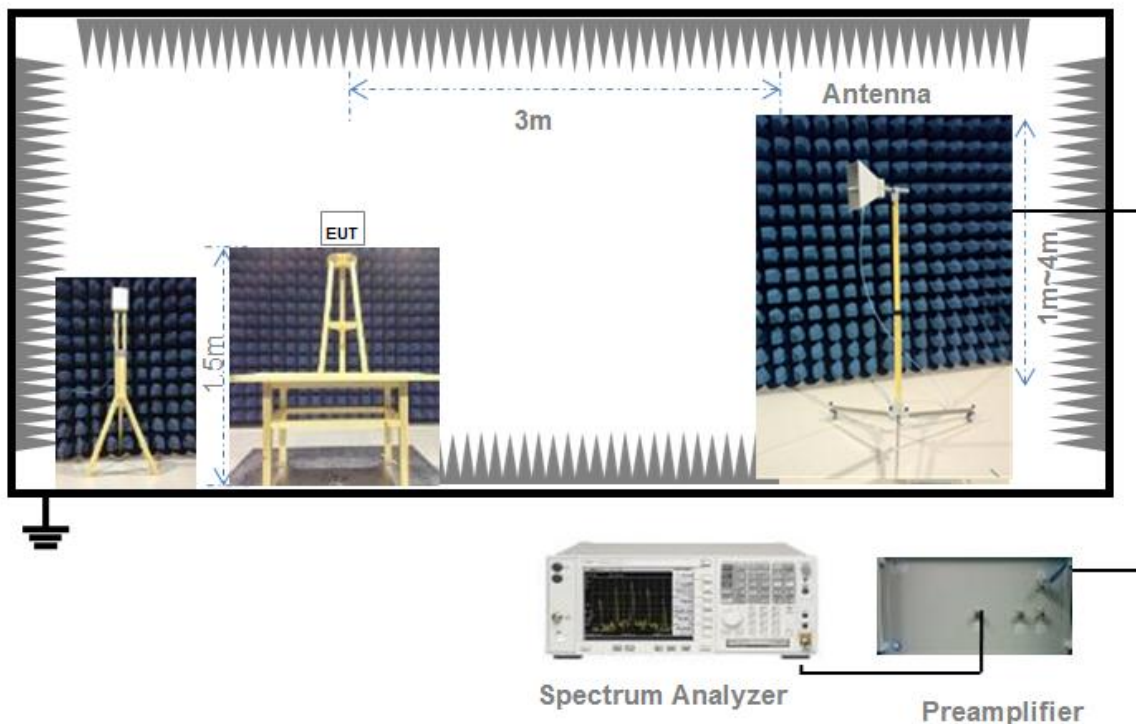 3m
Antenna
EUT
1.5m
1m~4m
Spectrum Analyzer
Preamplifier